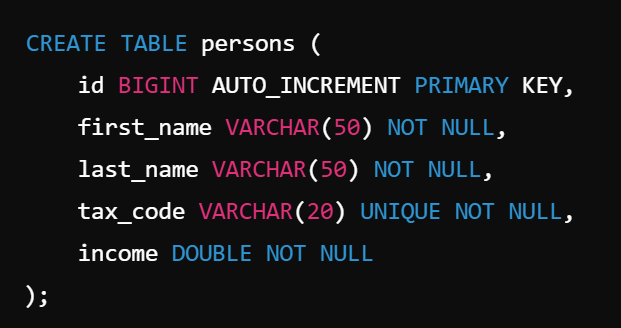 CREATE TABLE persons (
    id BIGINT AUTO_INCREMENT PRIMARY KEY,
    first_name VARCHAR(50) NOT NULL,
    last_name VARCHAR(50) NOT NULL,
    tax_code VARCHAR(20) UNIQUE NOT NULL,
    income DOUBLE NOT NULL
);